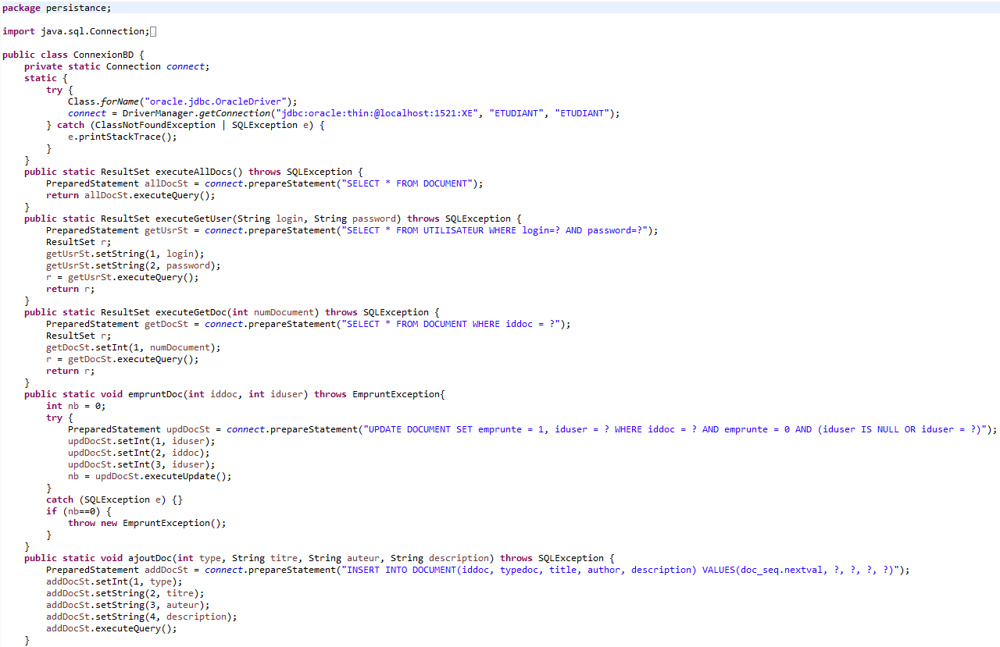 package persistance;
import java.sql.Connection;
public class ConnexionBD {
    private static Connection connect;
    static {
        try {
            Class.forName("oracle.jdbc.OracleDriver");
            connect = DriverManager.getConnection("jdbc:oracle:thin:@localhost:1521:XE", "ETUDIANT", "ETUDIANT");
        } catch (ClassNotFoundException | SQLException e) {
            e.printStackTrace();
        }
    }
    public static ResultSet executeAllDocs() throws SQLException {
        PreparedStatement allDocSt = connect.prepareStatement("SELECT * FROM DOCUMENT");
        return allDocSt.executeQuery();
    }
    public static ResultSet executeGetUser(String login, String password) throws SQLException {
        PreparedStatement getUsrSt = connect.prepareStatement("SELECT * FROM UTILISATEUR WHERE login=? AND password=?");
        ResultSet r;
        getUsrSt.setString(1, login);
        getUsrSt.setString(2, password);
        r = getUsrSt.executeQuery();
        return r;
    }
    public static ResultSet executeGetDoc(int numDocument) throws SQLException {
        PreparedStatement getDocSt = connect.prepareStatement("SELECT * FROM DOCUMENT WHERE iddoc = ?");
        ResultSet r;
        getDocSt.setInt(1, numDocument);
        r = getDocSt.executeQuery();
        return r;
    }
    public static void empruntDoc(int iddoc, int iduser) throws EmpruntException{
        int nb = 0;
        try {
            PreparedStatement updDocSt = connect.prepareStatement("UPDATE DOCUMENT SET emprunte = 1, iduser = ? WHERE iddoc = ? AND emprunte = 0 AND (iduser IS NULL OR iduser = ?)");
            updDocSt.setInt(1, iduser);
            updDocSt.setInt(2, iddoc);
            updDocSt.setInt(3, iduser);
            nb = updDocSt.executeUpdate();
        }
        catch (SQLException e) {}
        if (nb==0) {
            throw new EmpruntException();
        }
    }
    public static void ajoutDoc(int type, String titre, String auteur, String description) throws SQLException {
        PreparedStatement addDocSt = connect.prepareStatement("INSERT INTO DOCUMENT(iddoc, typedoc, title, author, description) VALUES(doc_seq.nextval, ?, ?, ?, ?)");
        addDocSt.setInt(1, type);
        addDocSt.setString(2, titre);
        addDocSt.setString(3, auteur);
        addDocSt.setString(4, description);
        addDocSt.executeQuery();
    }